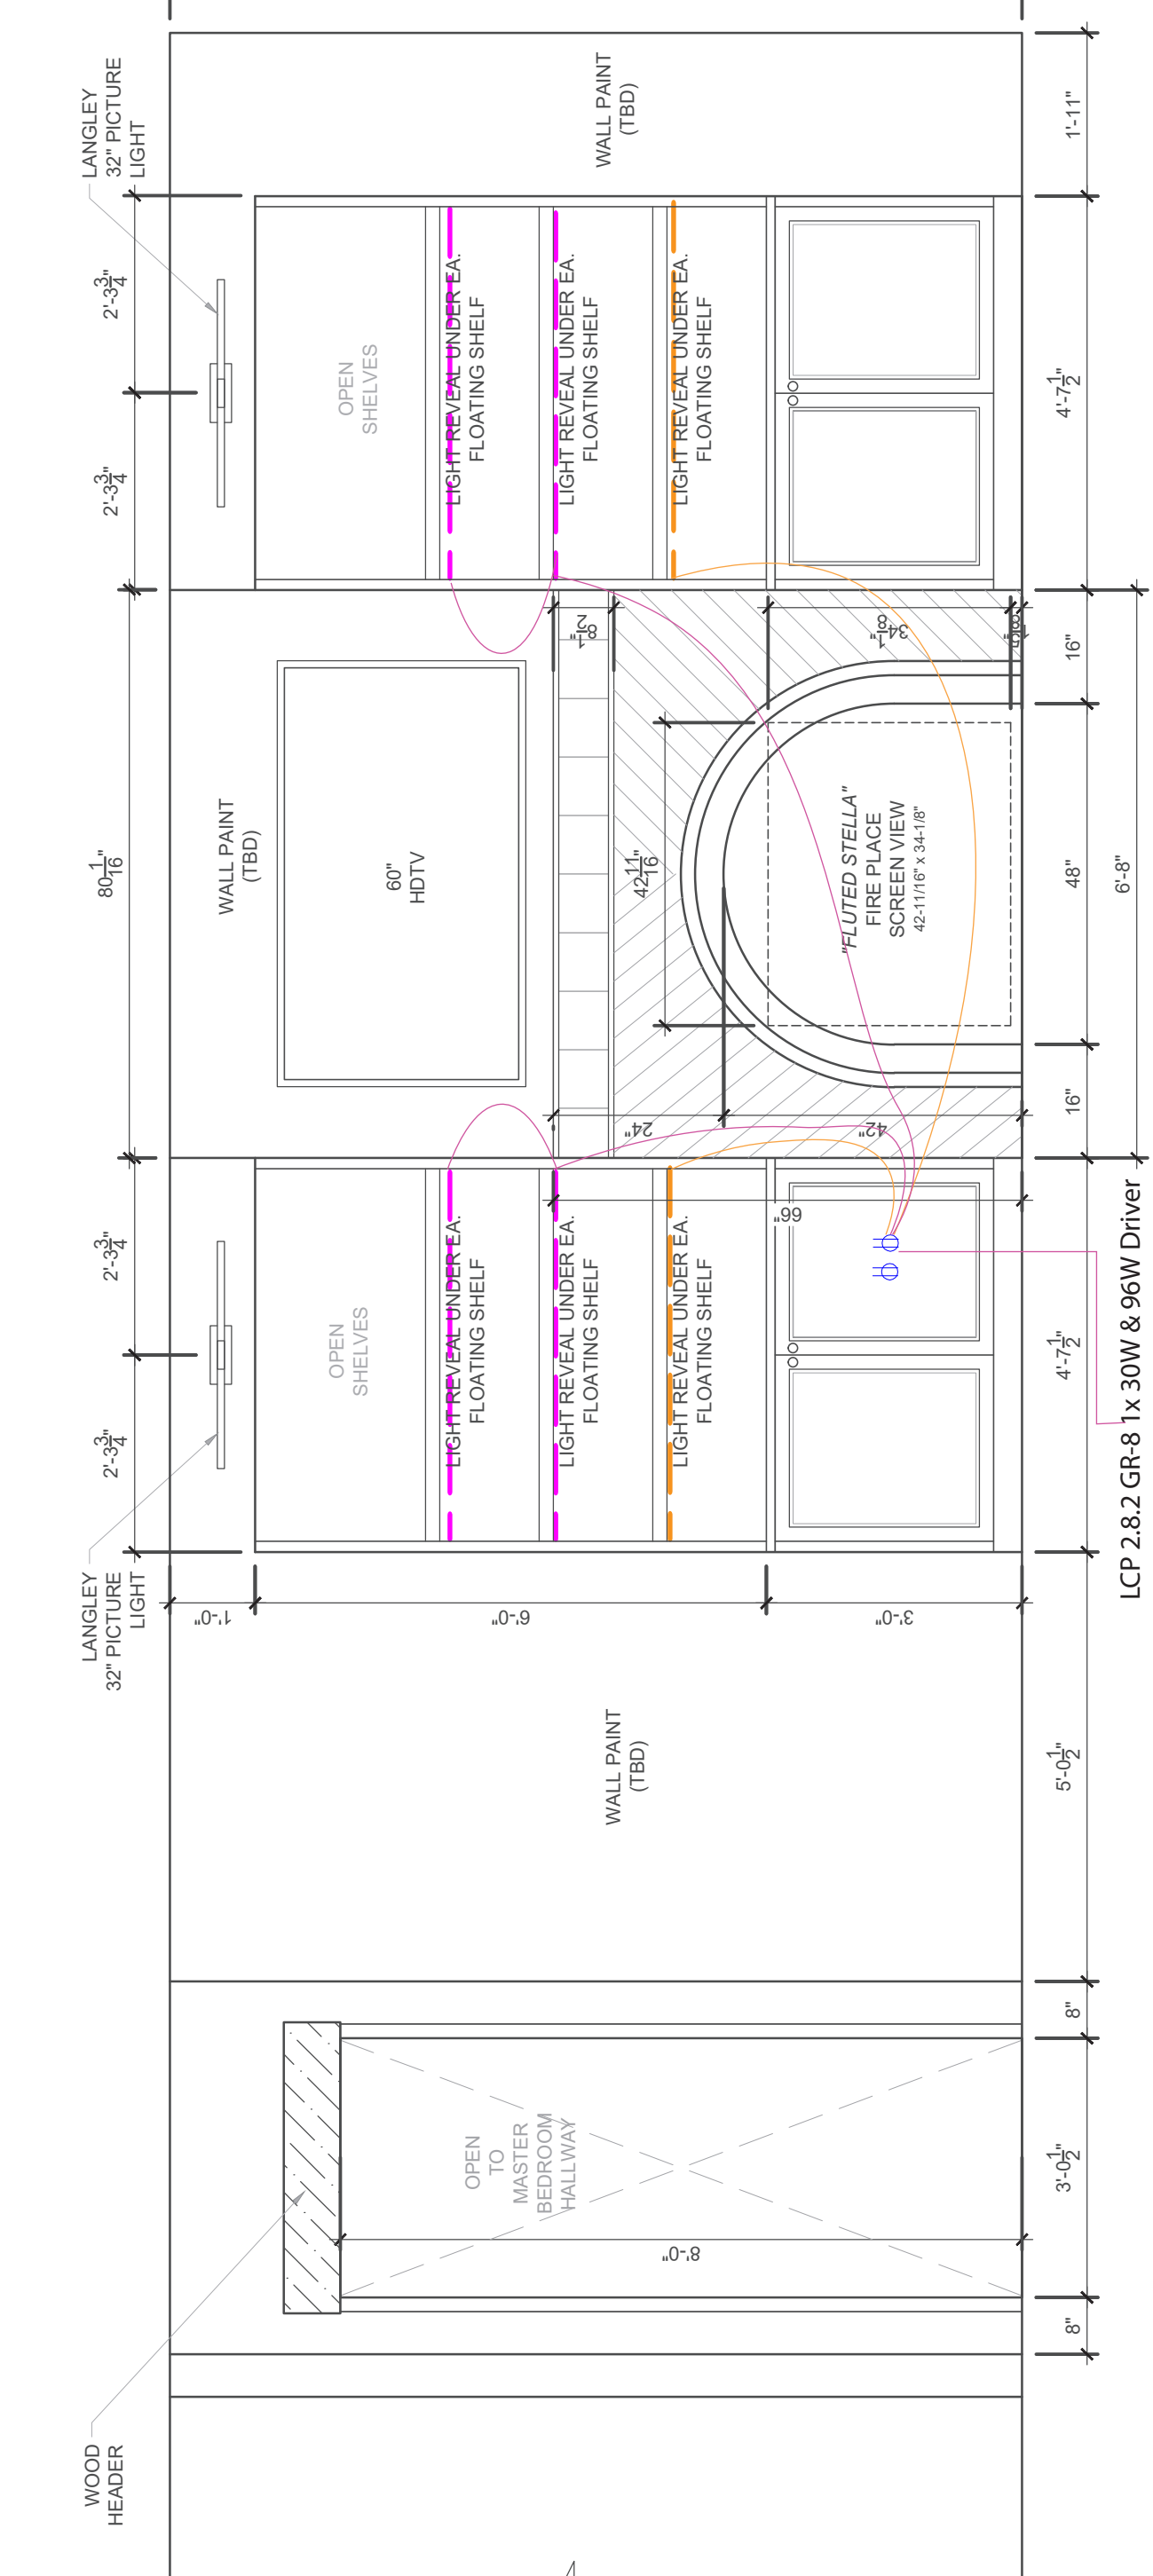 LANGLEY
32" PICTURE
LIGHT
LANGLEY
32" PICTURE
LIGHT
WOOD
HEADER
2'-3 3/4"
2'-3 3/4"
80 1/16"
2'-3 3/4"
2'-3 3/4"
WALL PAINT
(TBD)
OPEN
SHELVES
OPEN
SHELVES
60"
HDTV
LIGHT REVEAL UNDER EA.
FLOATING SHELF
LIGHT REVEAL UNDER EA.
FLOATING SHELF
LIGHT REVEAL UNDER EA.
FLOATING SHELF
LIGHT REVEAL UNDER EA.
FLOATING SHELF
LIGHT REVEAL UNDER EA.
FLOATING SHELF
LIGHT REVEAL UNDER EA.
FLOATING SHELF
WALL PAINT
(TBD)
WALL PAINT
(TBD)
OPEN
TO
MASTER
BEDROOM
HALLWAY
8'-0"
1'-0"
6'-0"
3'-0"
66"
24"
42"
42 11/16"
8 1/2"
34 1/8"
"FLUTED STELLA"
FIRE PLACE
SCREEN VIEW
42-11/16" x 34-1/8"
8"
3'-0 1/2"
8"
5'-0 1/2"
4'-7 1/2"
16"
48"
16"
4'-7 1/2"
1'-11"
6'-8"
LCP 2.8.2 GR-8 1x 30W & 96W Driver